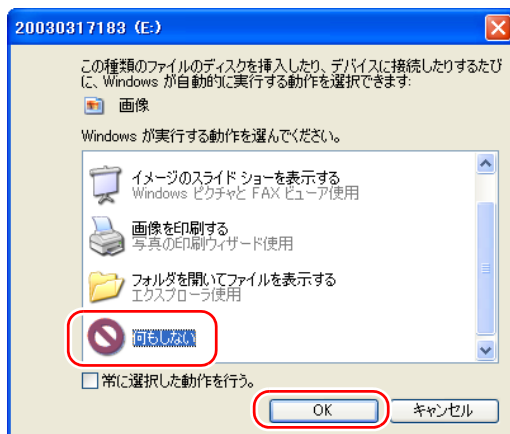 20030317183 (E:)
この種類のファイルのディスクを挿入したり、デバイスに接続したりするたび
に、Windows が自動的に実行する動作を選択できます:
画像
Windows が実行する動作を選んでください。
イメージのスライド ショーを表示する
Windows ピクチャと FAX ビューア使用
画像を印刷する
写真の印刷ウィザード使用
フォルダを開いてファイルを表示する
エクスプローラ使用
何もしない
常に選択した動作を行う。
OK
キャンセル